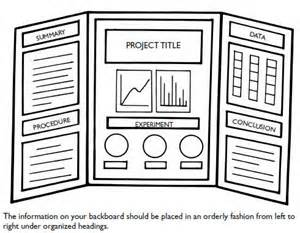 SUMMARY
PROCEDURE
PROJECT TITLE
EXPERIMENT
DATA
CONCLUSION
The information on your backboard should be placed in an orderly fashion from left to
right under organized headings.